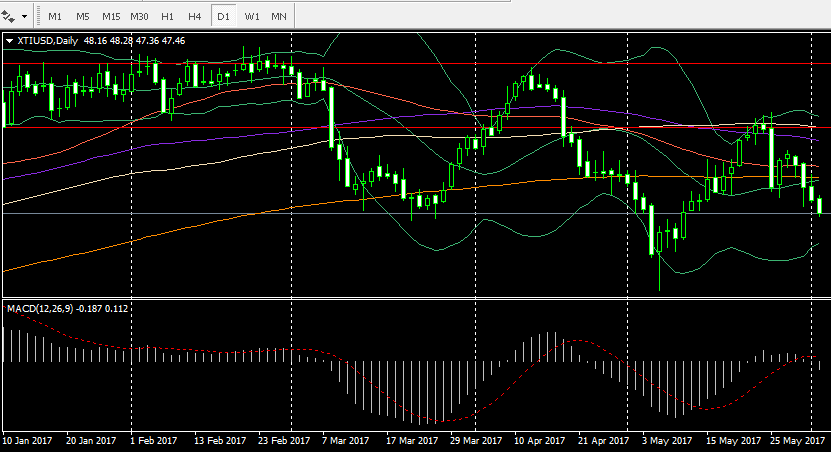 M1 M5 M15 M30 H1 H4 D1 W1 MN
XTIUSD,Daily 48.16 48.28 47.36 47.46
MACD(12,26,9) -0.187 0.112
10 Jan 2017 20 Jan 2017 1 Feb 2017 13 Feb 2017 23 Feb 2017 7 Mar 2017 17 Mar 2017 29 Mar 2017 10 Apr 2017 21 Apr 2017 3 May 2017 15 May 2017 25 May 2017